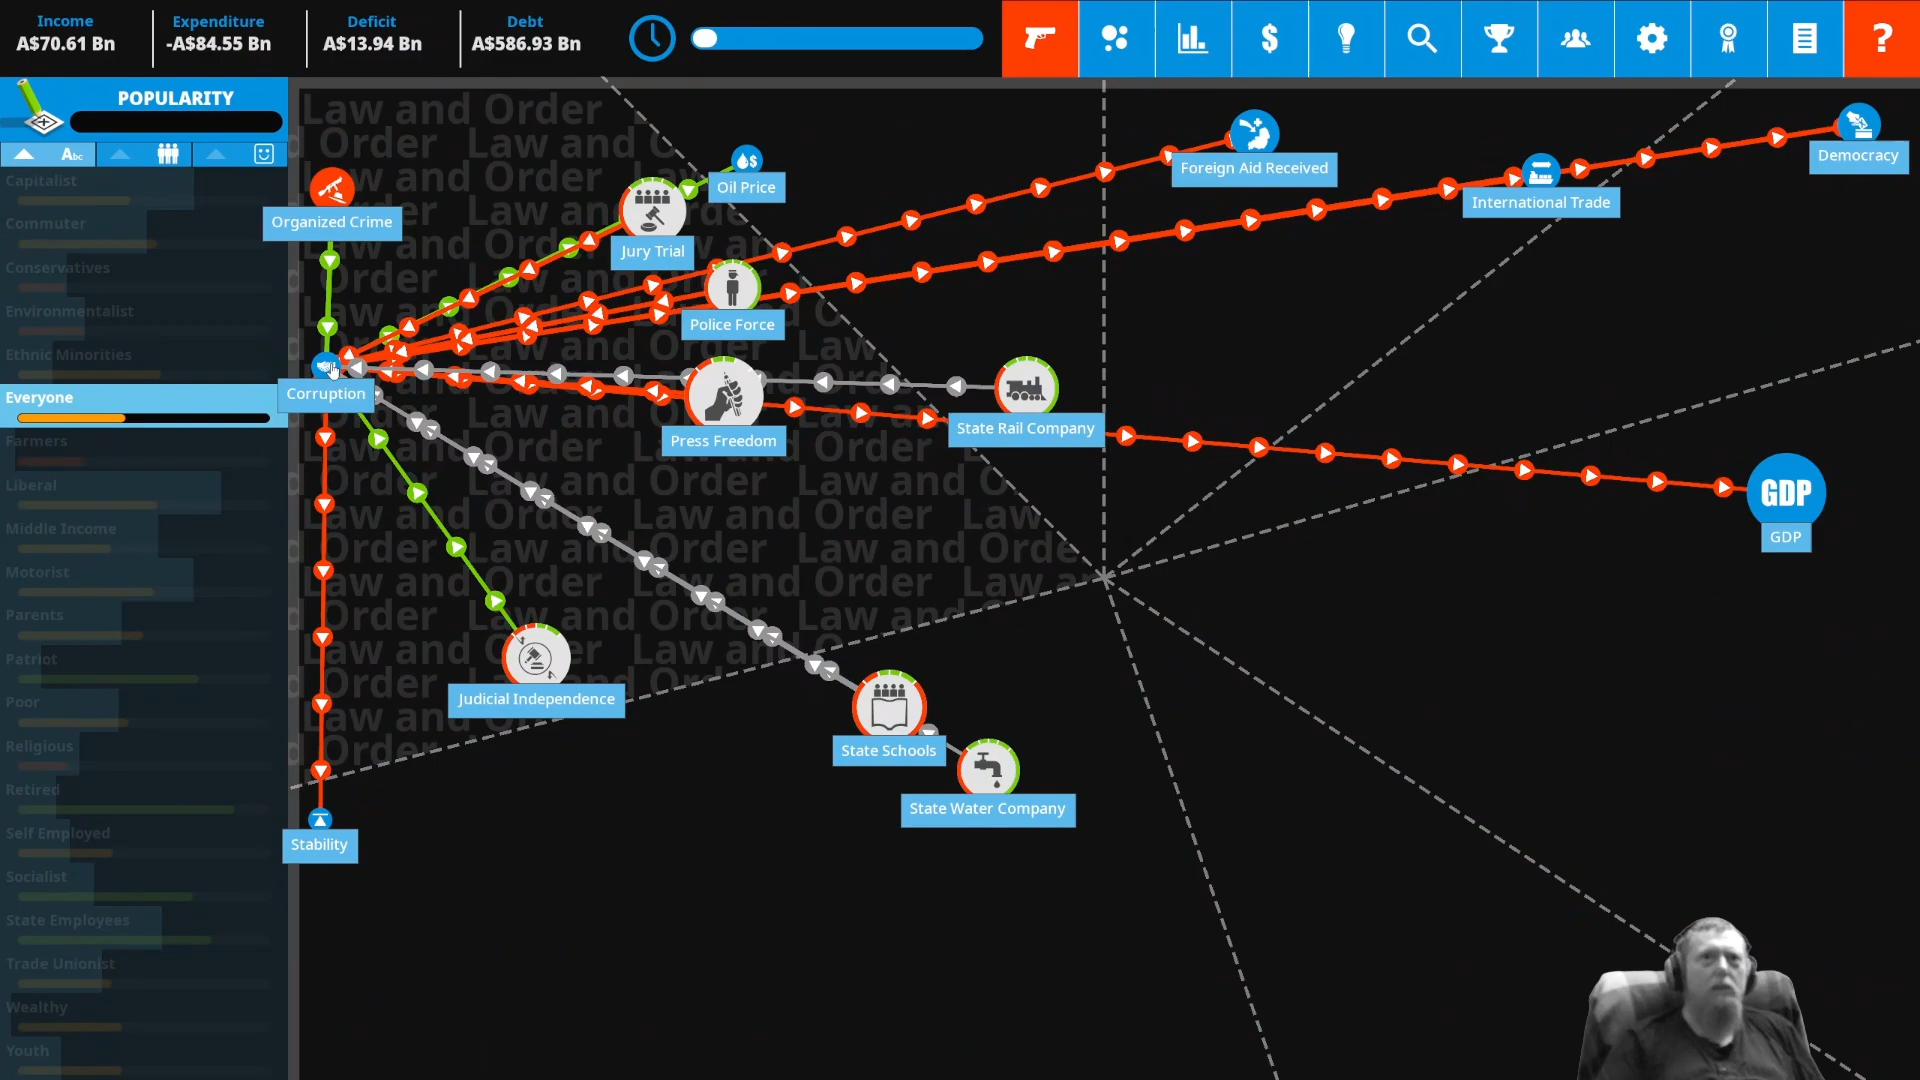 Income
A$70.61 Bn
Expenditure
-A$84.55 Bn
Deficit
A$13.94 Bn
Debt
A$586.93 Bn
$
?
POPULARITY
Abc
Capitalist
Commuter
Conservatives
Environmentalist
Ethnic Minorities
Everyone
Farmers
Liberal
Middle Income
Motorist
Parents
Patriot
Poor
Religious
Retired
Self Employed
Socialist
State Employees
Trade Unionist
Wealthy
Youth
Law and Order
Organized Crime
Oil Price
Jury Trial
Foreign Aid Received
Democracy
International Trade
Police Force
Corruption
Press Freedom
State Rail Company
GDP
GDP
Judicial Independence
State Schools
State Water Company
Stability